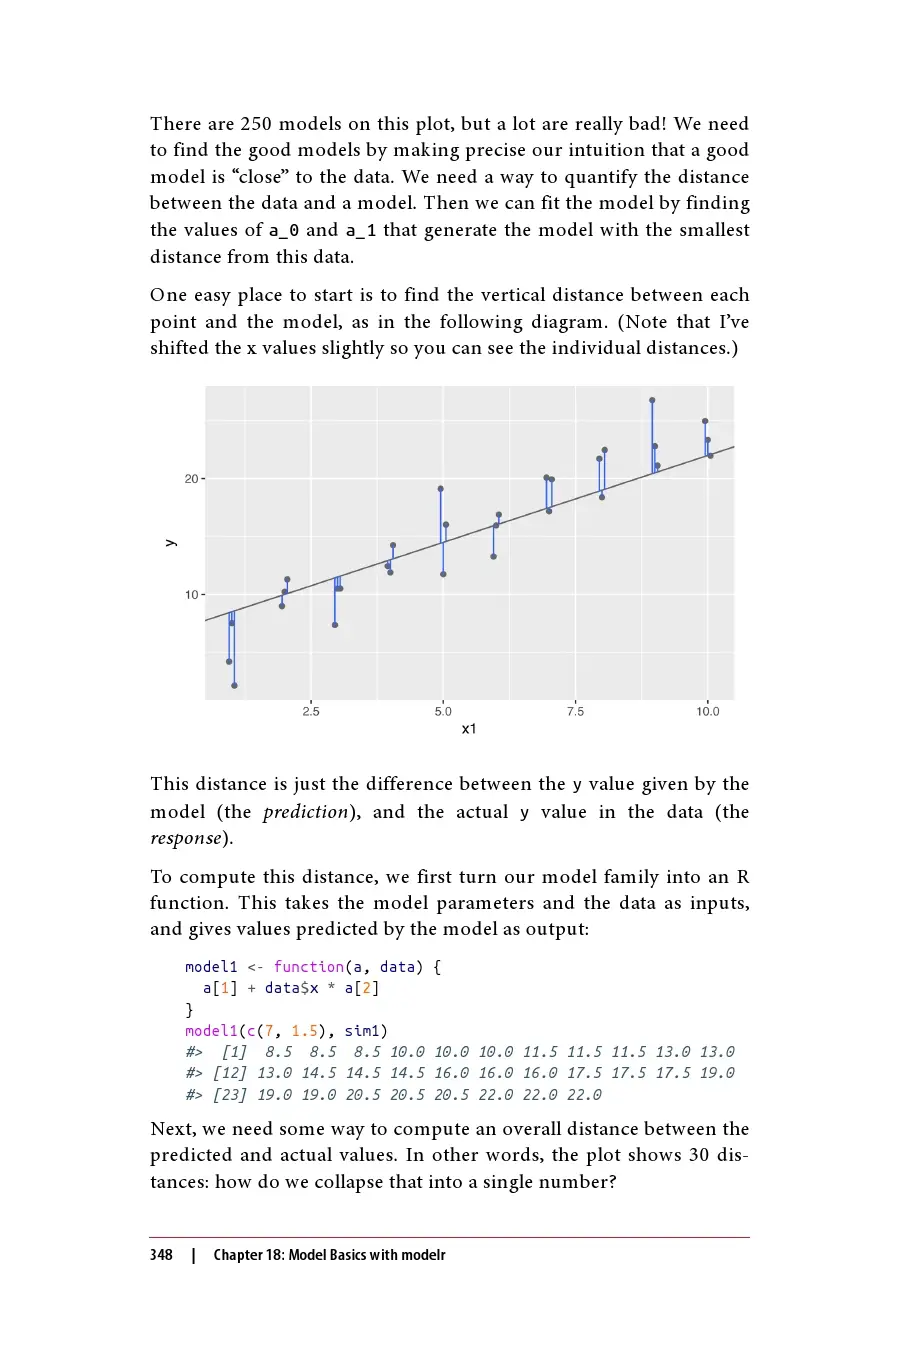 There are 250 models on this plot, but a lot are really bad! We need
to find the good models by making precise our intuition that a good
model is “close” to the data. We need a way to quantify the distance
between the data and a model. Then we can fit the model by finding
the values of a_0 and a_1 that generate the model with the smallest
distance from this data.
One easy place to start is to find the vertical distance between each
point and the model, as in the following diagram. (Note that I’ve
shifted the x values slightly so you can see the individual distances.)
20
y
10
2.5 5.0 7.5 10.0
x1
This distance is just the difference between the y value given by the
model (the prediction), and the actual y value in the data (the
response).
To compute this distance, we first turn our model family into an R
function. This takes the model parameters and the data as inputs,
and gives values predicted by the model as output:
model1 <- function(a, data) {
  a[1] + data$x * a[2]
}
model1(c(7, 1.5), sim1)
#>  [1]  8.5  8.5  8.5 10.0 10.0 10.0 11.5 11.5 11.5 13.0 13.0
#> [12] 13.0 14.5 14.5 14.5 16.0 16.0 16.0 17.5 17.5 17.5 19.0
#> [23] 19.0 19.0 20.5 20.5 20.5 22.0 22.0 22.0
Next, we need some way to compute an overall distance between the
predicted and actual values. In other words, the plot shows 30 dis-
tances: how do we collapse that into a single number?
348 | Chapter 18: Model Basics with modelr